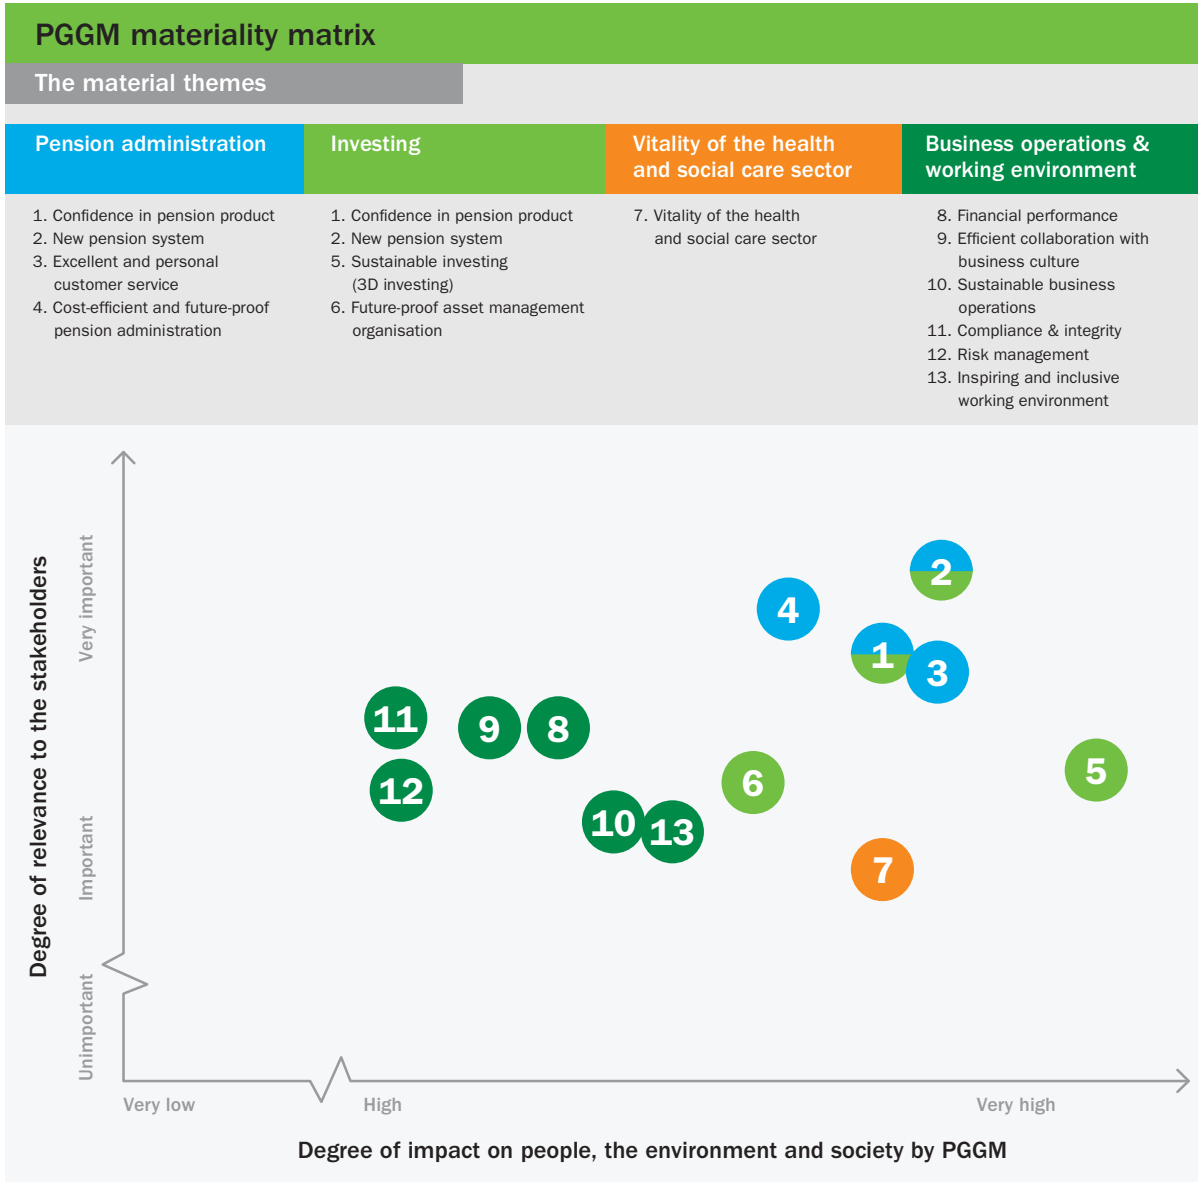 PGGM materiality matrix
The material themes
Pension administration
1. Confidence in pension product
2. New pension system
3. Excellent and personal
customer service
4. Cost-efficient and future-proof
pension administration
Investing
1. Confidence in pension product
2. New pension system
5. Sustainable investing
(3D investing)
6. Future-proof asset management
organisation
Vitality of the health
and social care sector
7. Vitality of the health
and social care sector
Business operations &
working environment
8. Financial performance
9. Efficient collaboration with
business culture
10. Sustainable business
operations
11. Compliance & integrity
12. Risk management
13. Inspiring and inclusive
working environment
Degree of relevance to the stakeholders
Very important
Important
Unimportant
2
4
1
3
11
9
8
12
6
5
10
13
7
Very low
High
Very high
Degree of impact on people, the environment and society by PGGM